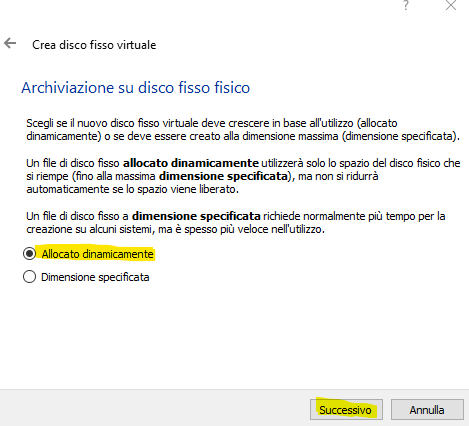 ?
Crea disco fisso virtuale
Archiviazione su disco fisso fisico
Scegli se il nuovo disco fisso virtuale deve crescere in base all'utilizzo (allocato
dinamicamente) o se deve essere creato alla dimensione massima (dimensione specificata).
Un file di disco fisso allocato dinamicamente utilizzerà solo lo spazio del disco fisico che
si riempe (fino alla massima dimensione specificata), ma non si ridurrà
automaticamente se lo spazio viene liberato.
Un file di disco fisso a dimensione specificata richiede normalmente più tempo per la
creazione su alcuni sistemi, ma è spesso più veloce nell'utilizzo.
Allocato dinamicamente
Dimensione specificata
Successivo Annulla